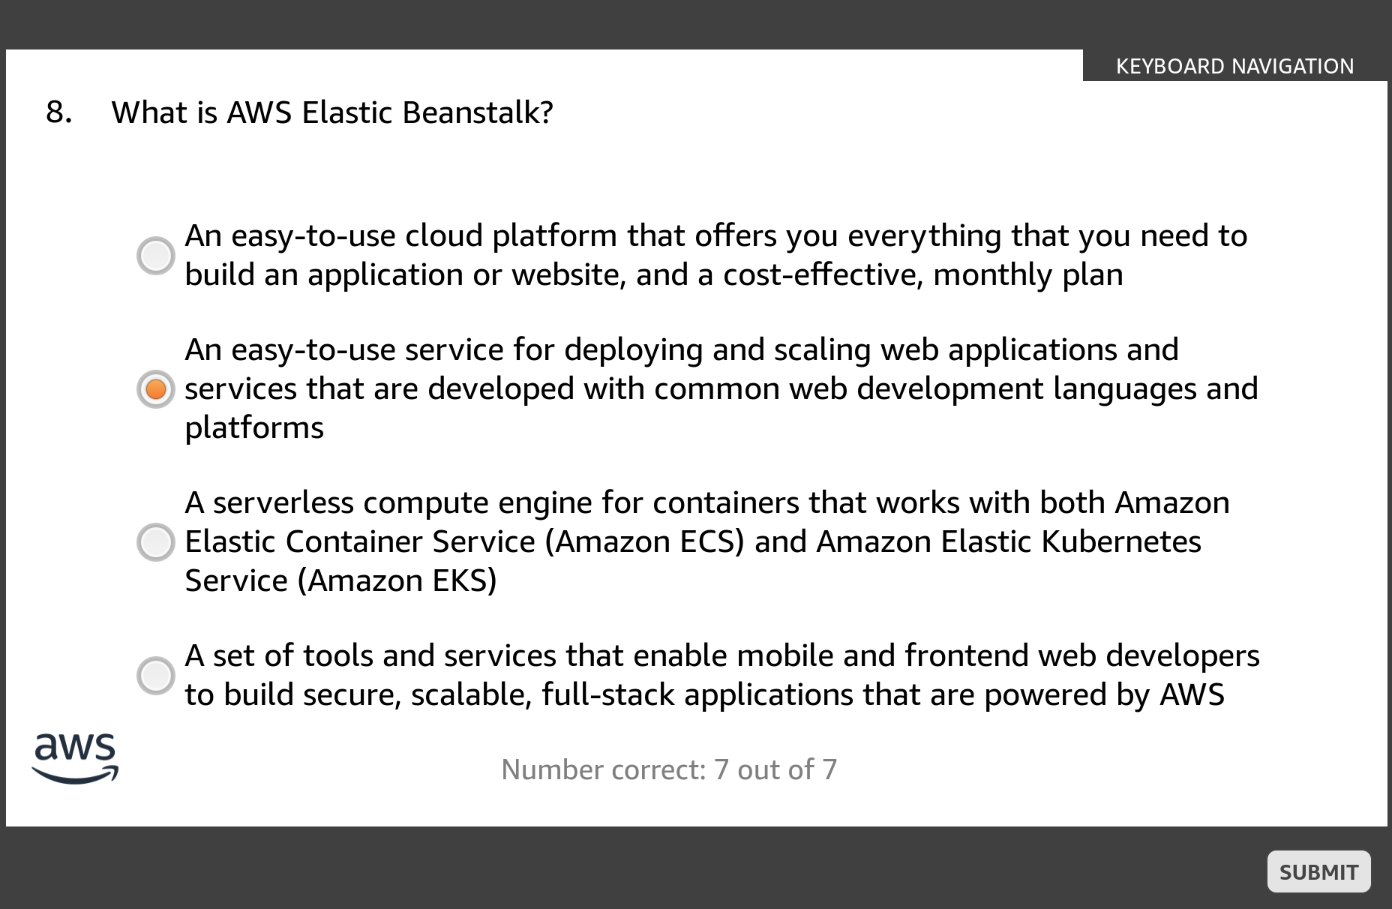 KEYBOARD NAVIGATION
8. What is AWS Elastic Beanstalk?
An easy-to-use cloud platform that offers you everything that you need to
build an application or website, and a cost-effective, monthly plan
An easy-to-use service for deploying and scaling web applications and
services that are developed with common web development languages and
platforms
A serverless compute engine for containers that works with both Amazon
Elastic Container Service (Amazon ECS) and Amazon Elastic Kubernetes
Service (Amazon EKS)
A set of tools and services that enable mobile and frontend web developers
to build secure, scalable, full-stack applications that are powered by AWS
aws
Number correct: 7 out of 7
SUBMIT